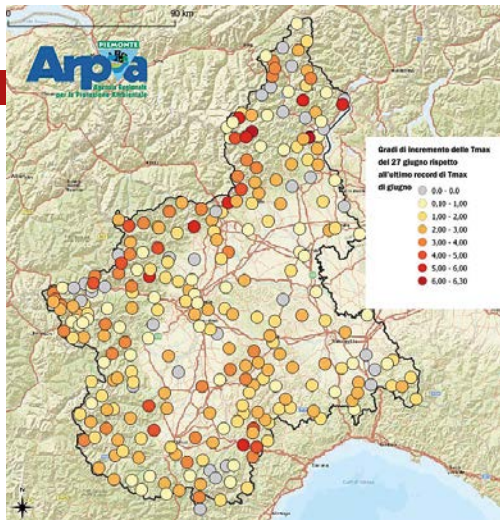 0
90 km
PIEMONTE
Arpa
Agenzia Regionale
per la Protezione Ambientale
Gradi di incremento delle Tmax
del 27 giugno rispetto
all'ultimo record di Tmax
di giugno
0,0 - 0,0
0,10 - 1,00
1,00 - 2,00
2,00 - 3,00
3,00 - 4,00
4,00 - 5,00
5,00 - 6,00
6,00 - 6,30
N